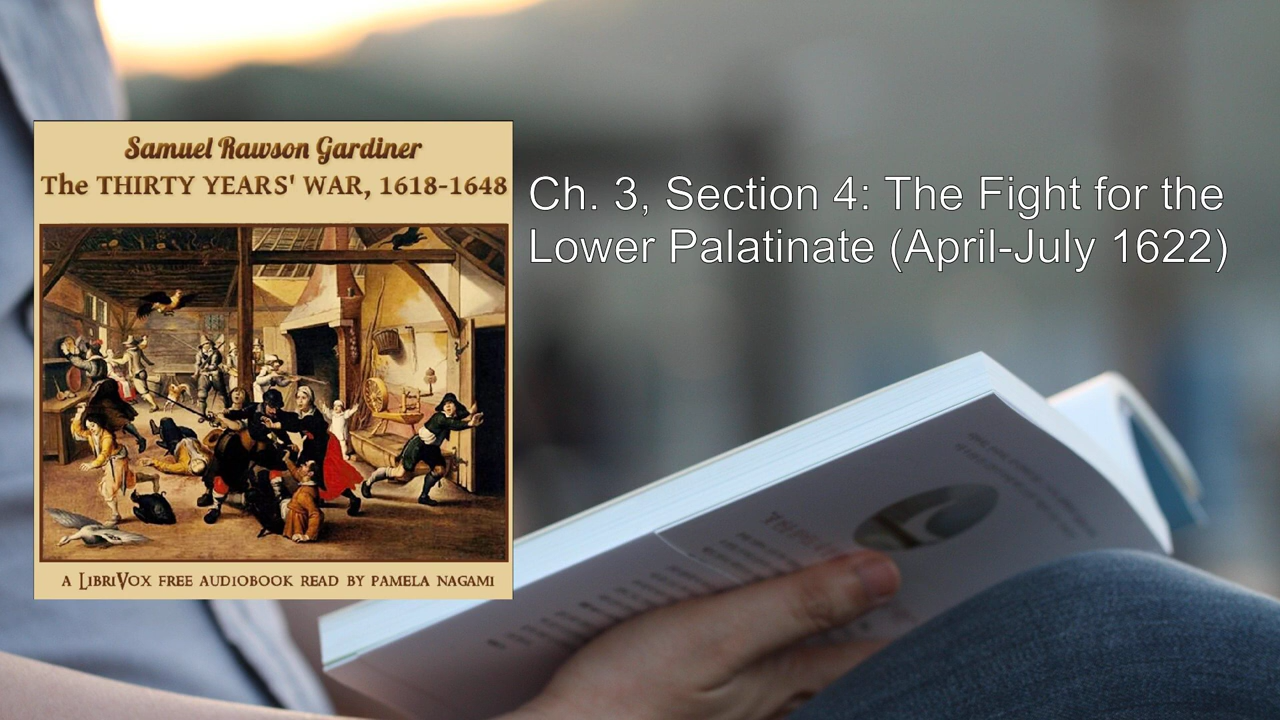 Samuel Rawson Gardiner
The THIRTY YEARS' WAR, 1618-1648
A LIBRIVOX FREE AUDIOBOOK READ BY PAMELA NAGAMI
Ch. 3, Section 4: The Fight for the
Lower Palatinate (April-July 1622)